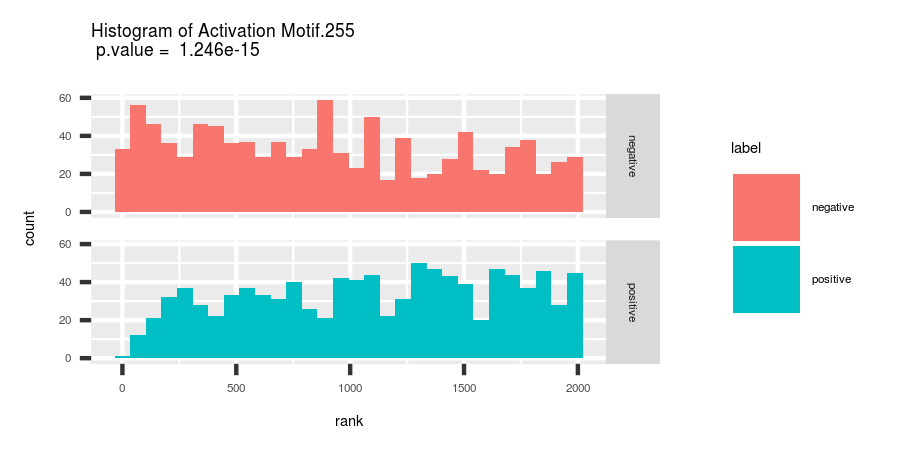 Histogram of Activation Motif.255
p.value = 1.246e-15
60
40
20
0
negative
60
40
20
0
positive
0
500
1000
1500
2000
rank
count
label
negative
positive